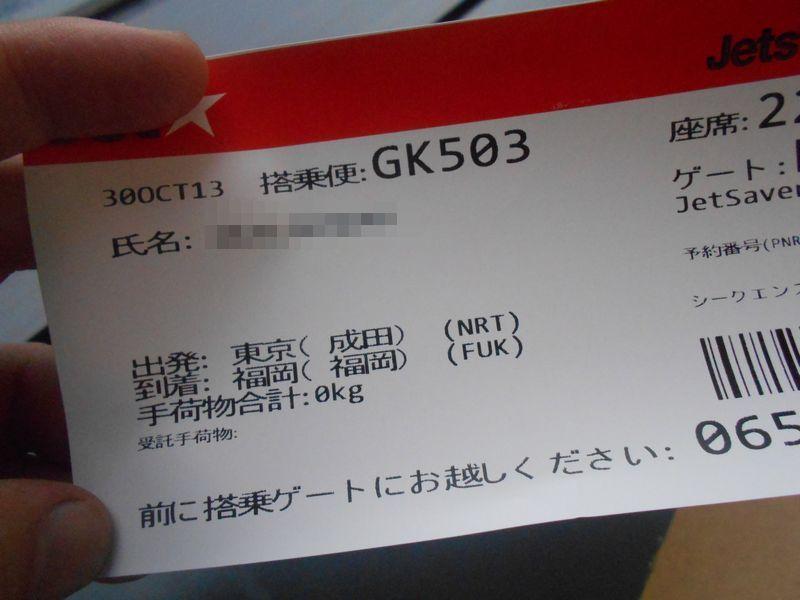 Jets
30OCT13 搭乗便:GK503
座席:22
氏名:
ゲート:
JetSaver
予約番号(PNR
シークエンス
出発: 東京( 成田) (NRT)
到着: 福岡( 福岡) (FUK)
手荷物合計:0kg
受託手荷物:
前に搭乗ゲートにお越しください: 065